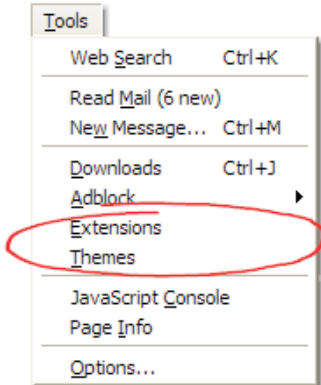 Tools
Web Search Ctrl+K
Read Mail (6 new)
New Message... Ctrl+M
Downloads Ctrl+J
Adblock
Extensions
Themes
JavaScript Console
Page Info
Options...